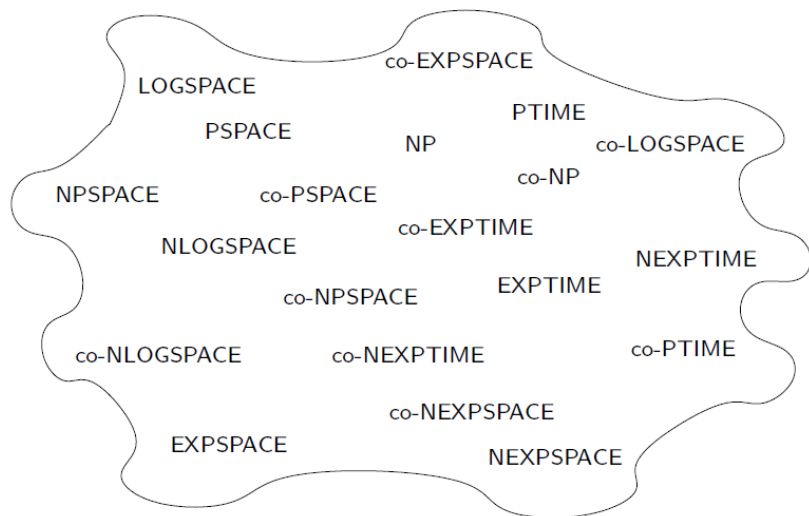 co-EXPSPACE
LOGSPACE
PTIME
PSPACE
NP
co-LOGSPACE
co-NP
NPSPACE
co-PSPACE
co-EXPTIME
NLOGSPACE
NEXPTIME
EXPTIME
co-NPSPACE
co-NLOGSPACE
co-NEXPTIME
co-PTIME
co-NEXPSPACE
EXPSPACE
NEXPSPACE